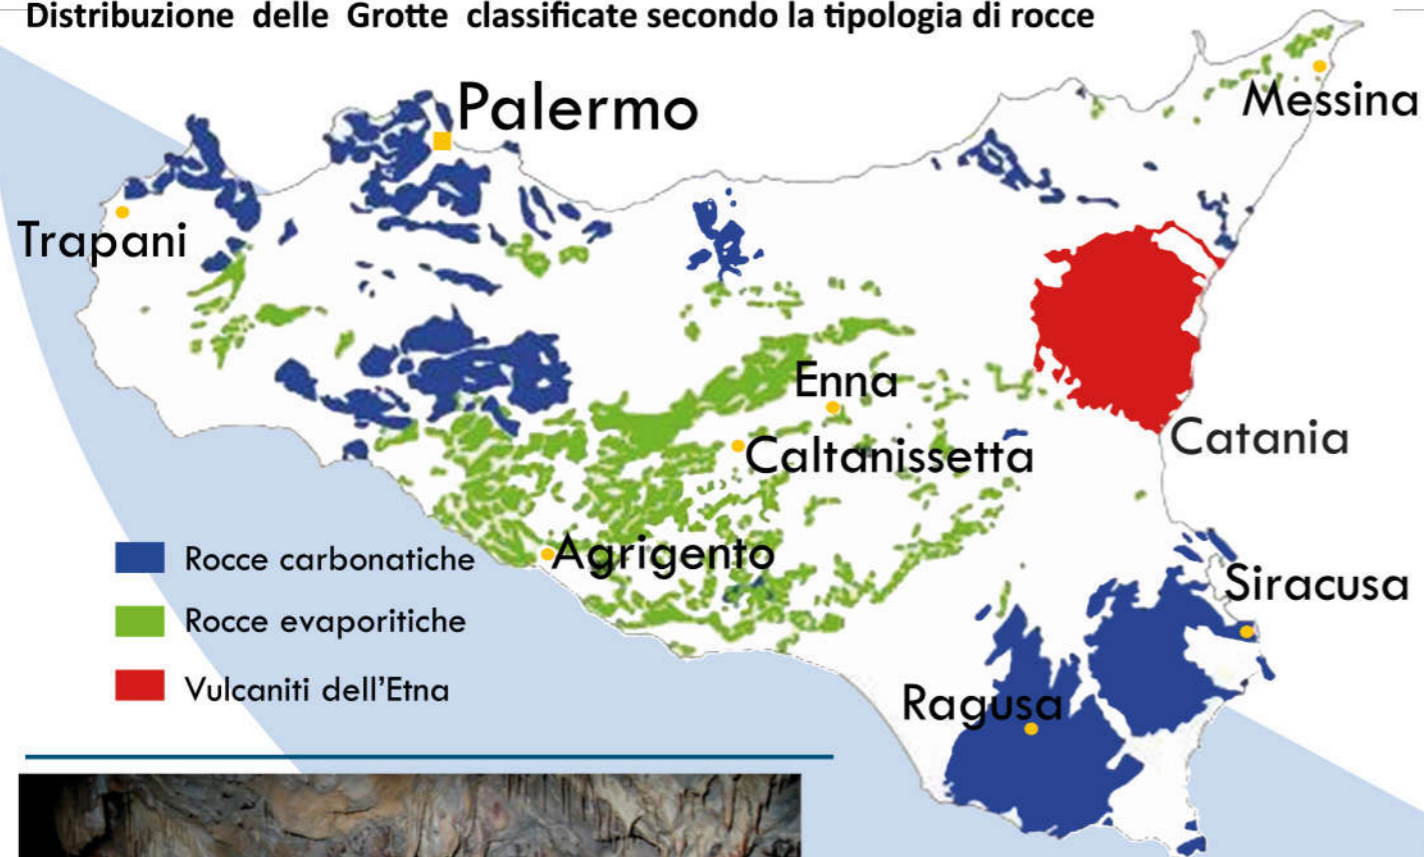 Distribuzione delle Grotte classificate secondo la tipologia di rocce
Palermo
Messina
Trapani
Enna
Catania
Caltanissetta
Agrigento
Siracusa
Ragusa
Rocce carbonatiche
Rocce evaporitiche
Vulcaniti dell'Etna